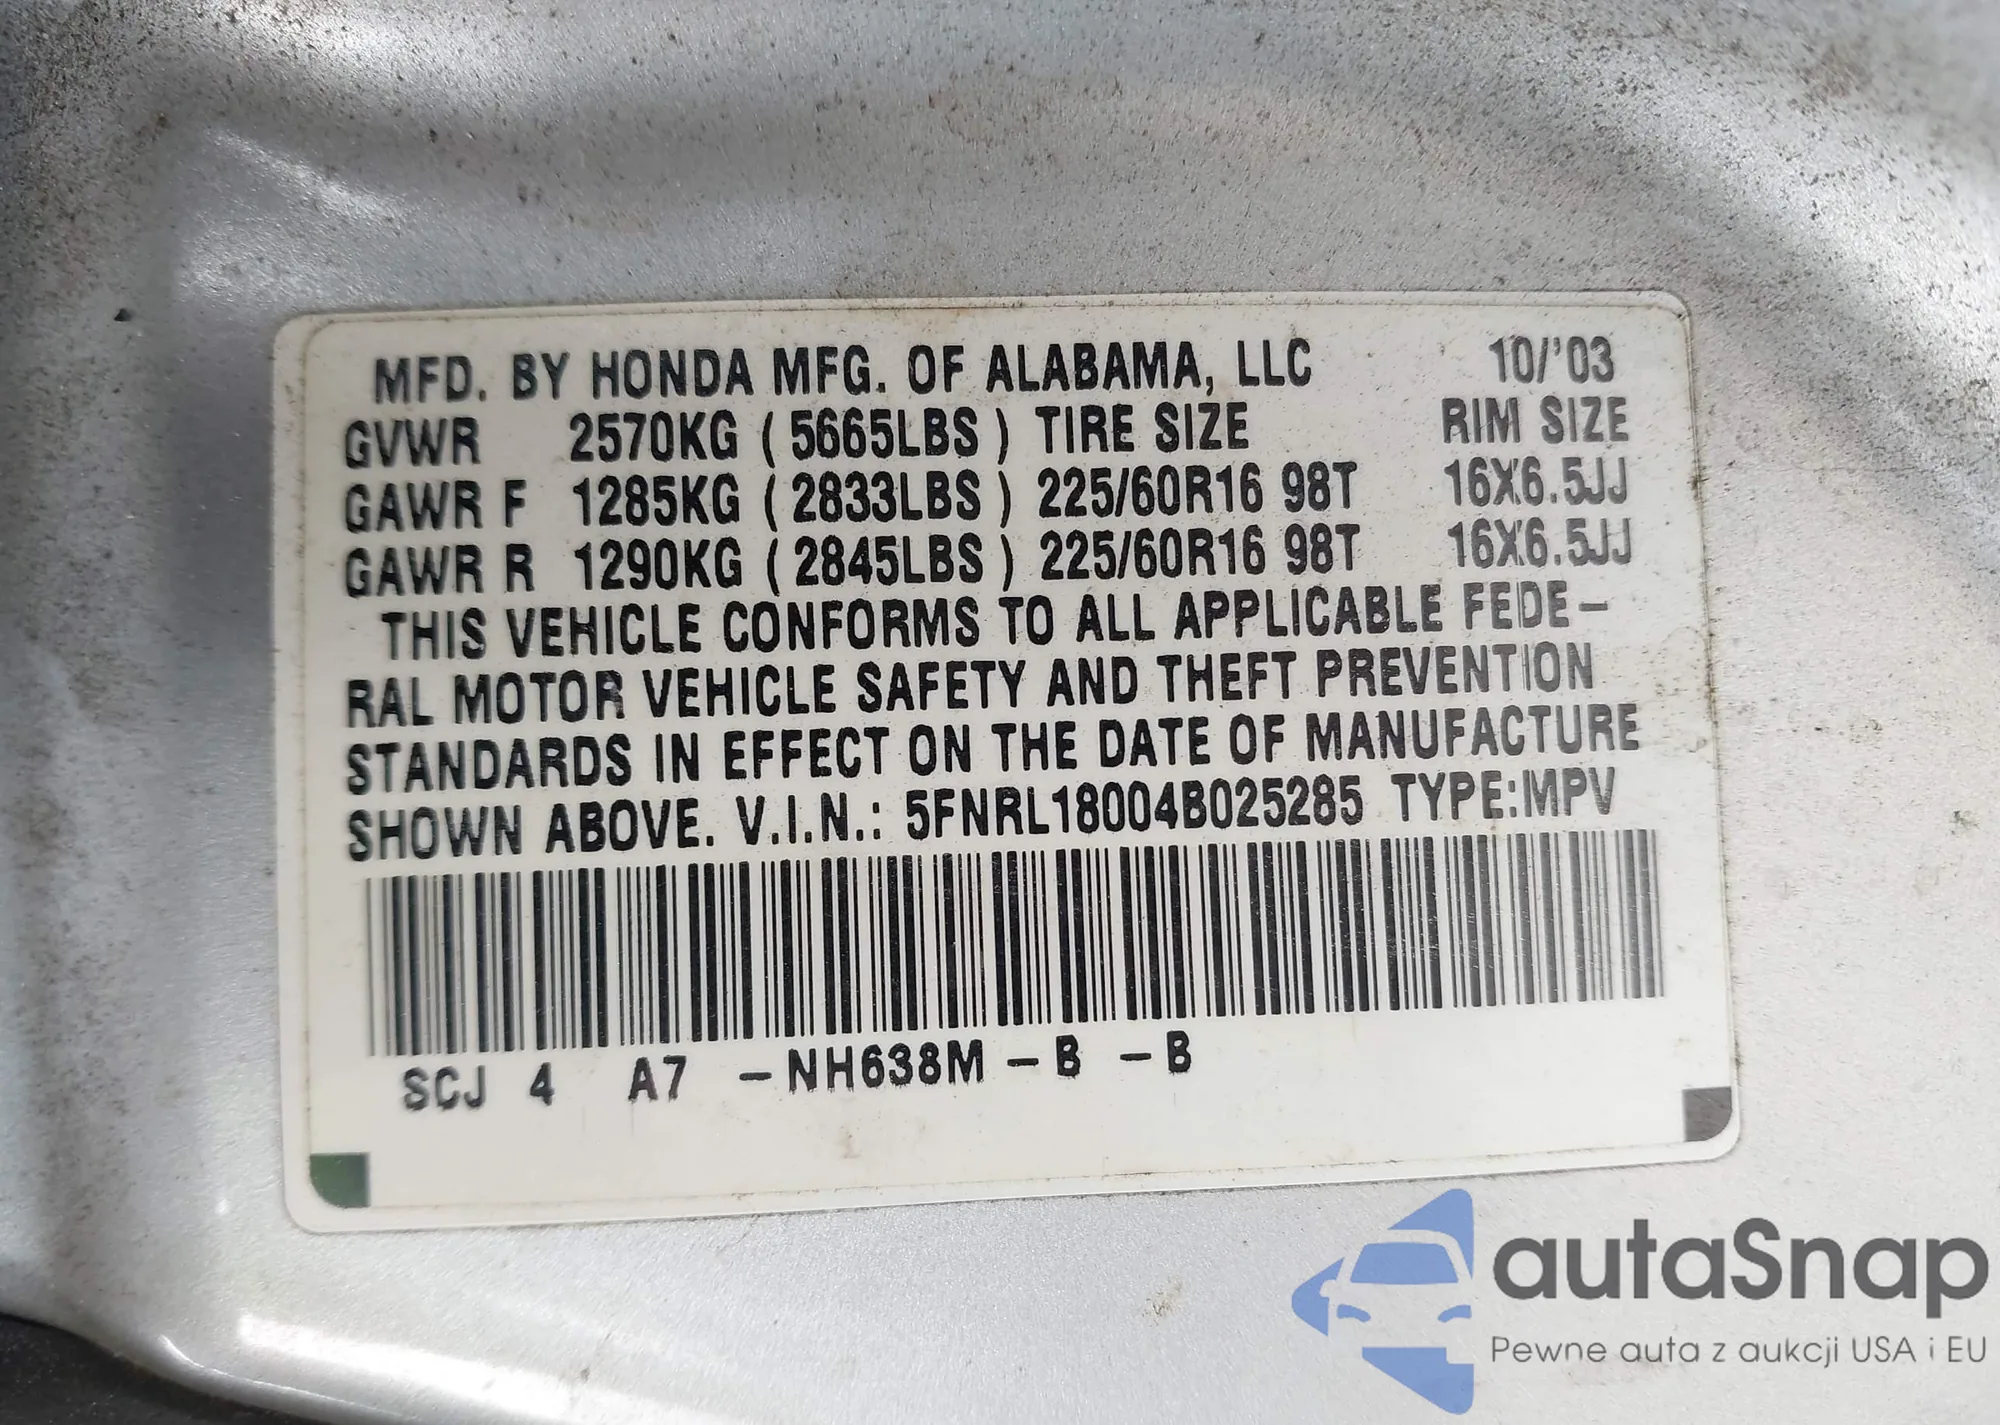 MFD. BY HONDA MFG. OF ALABAMA, LLC 10/'03
GVWR 2570KG ( 5665LBS ) TIRE SIZE RIM SIZE
GAWR F 1285KG ( 2833LBS ) 225/60R16 98T 16X6.5JJ
GAWR R 1290KG ( 2845LBS ) 225/60R16 98T 16X6.5JJ
THIS VEHICLE CONFORMS TO ALL APPLICABLE FEDE–
RAL MOTOR VEHICLE SAFETY AND THEFT PREVENTION
STANDARDS IN EFFECT ON THE DATE OF MANUFACTURE
SHOWN ABOVE. V.I.N.: 5FNRL18004B025285 TYPE:MPV
SCJ 4 A7 –NH638M –B –B
autaSnap
Pewne auta z aukcji USA i EU